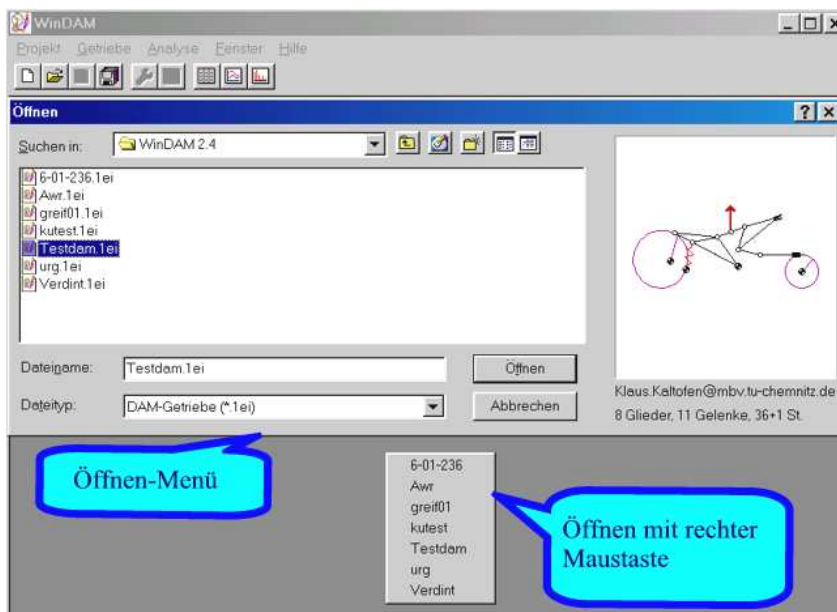 WinDAM
Projekt Getriebe Analyse Fenster Hilfe
Öffnen
Suchen in: WinDAM 2.4
6-01-236.1ei
Awr.1ei
greif01.1ei
kutest.1ei
Testdam.1ei
urg.1ei
Verdint.1ei
Dateiname: Testdam.1ei Öffnen
Dateityp: DAM-Getriebe (*.1ei) Abbrechen
Klaus.Kaltofen@mbv.tu-chemnitz.de
8 Glieder, 11 Gelenke, 36+1 St.
Öffnen-Menü
6-01-236
Awr
greif01
kutest
Testdam
urg
Verdint
Öffnen mit rechter
Maustaste